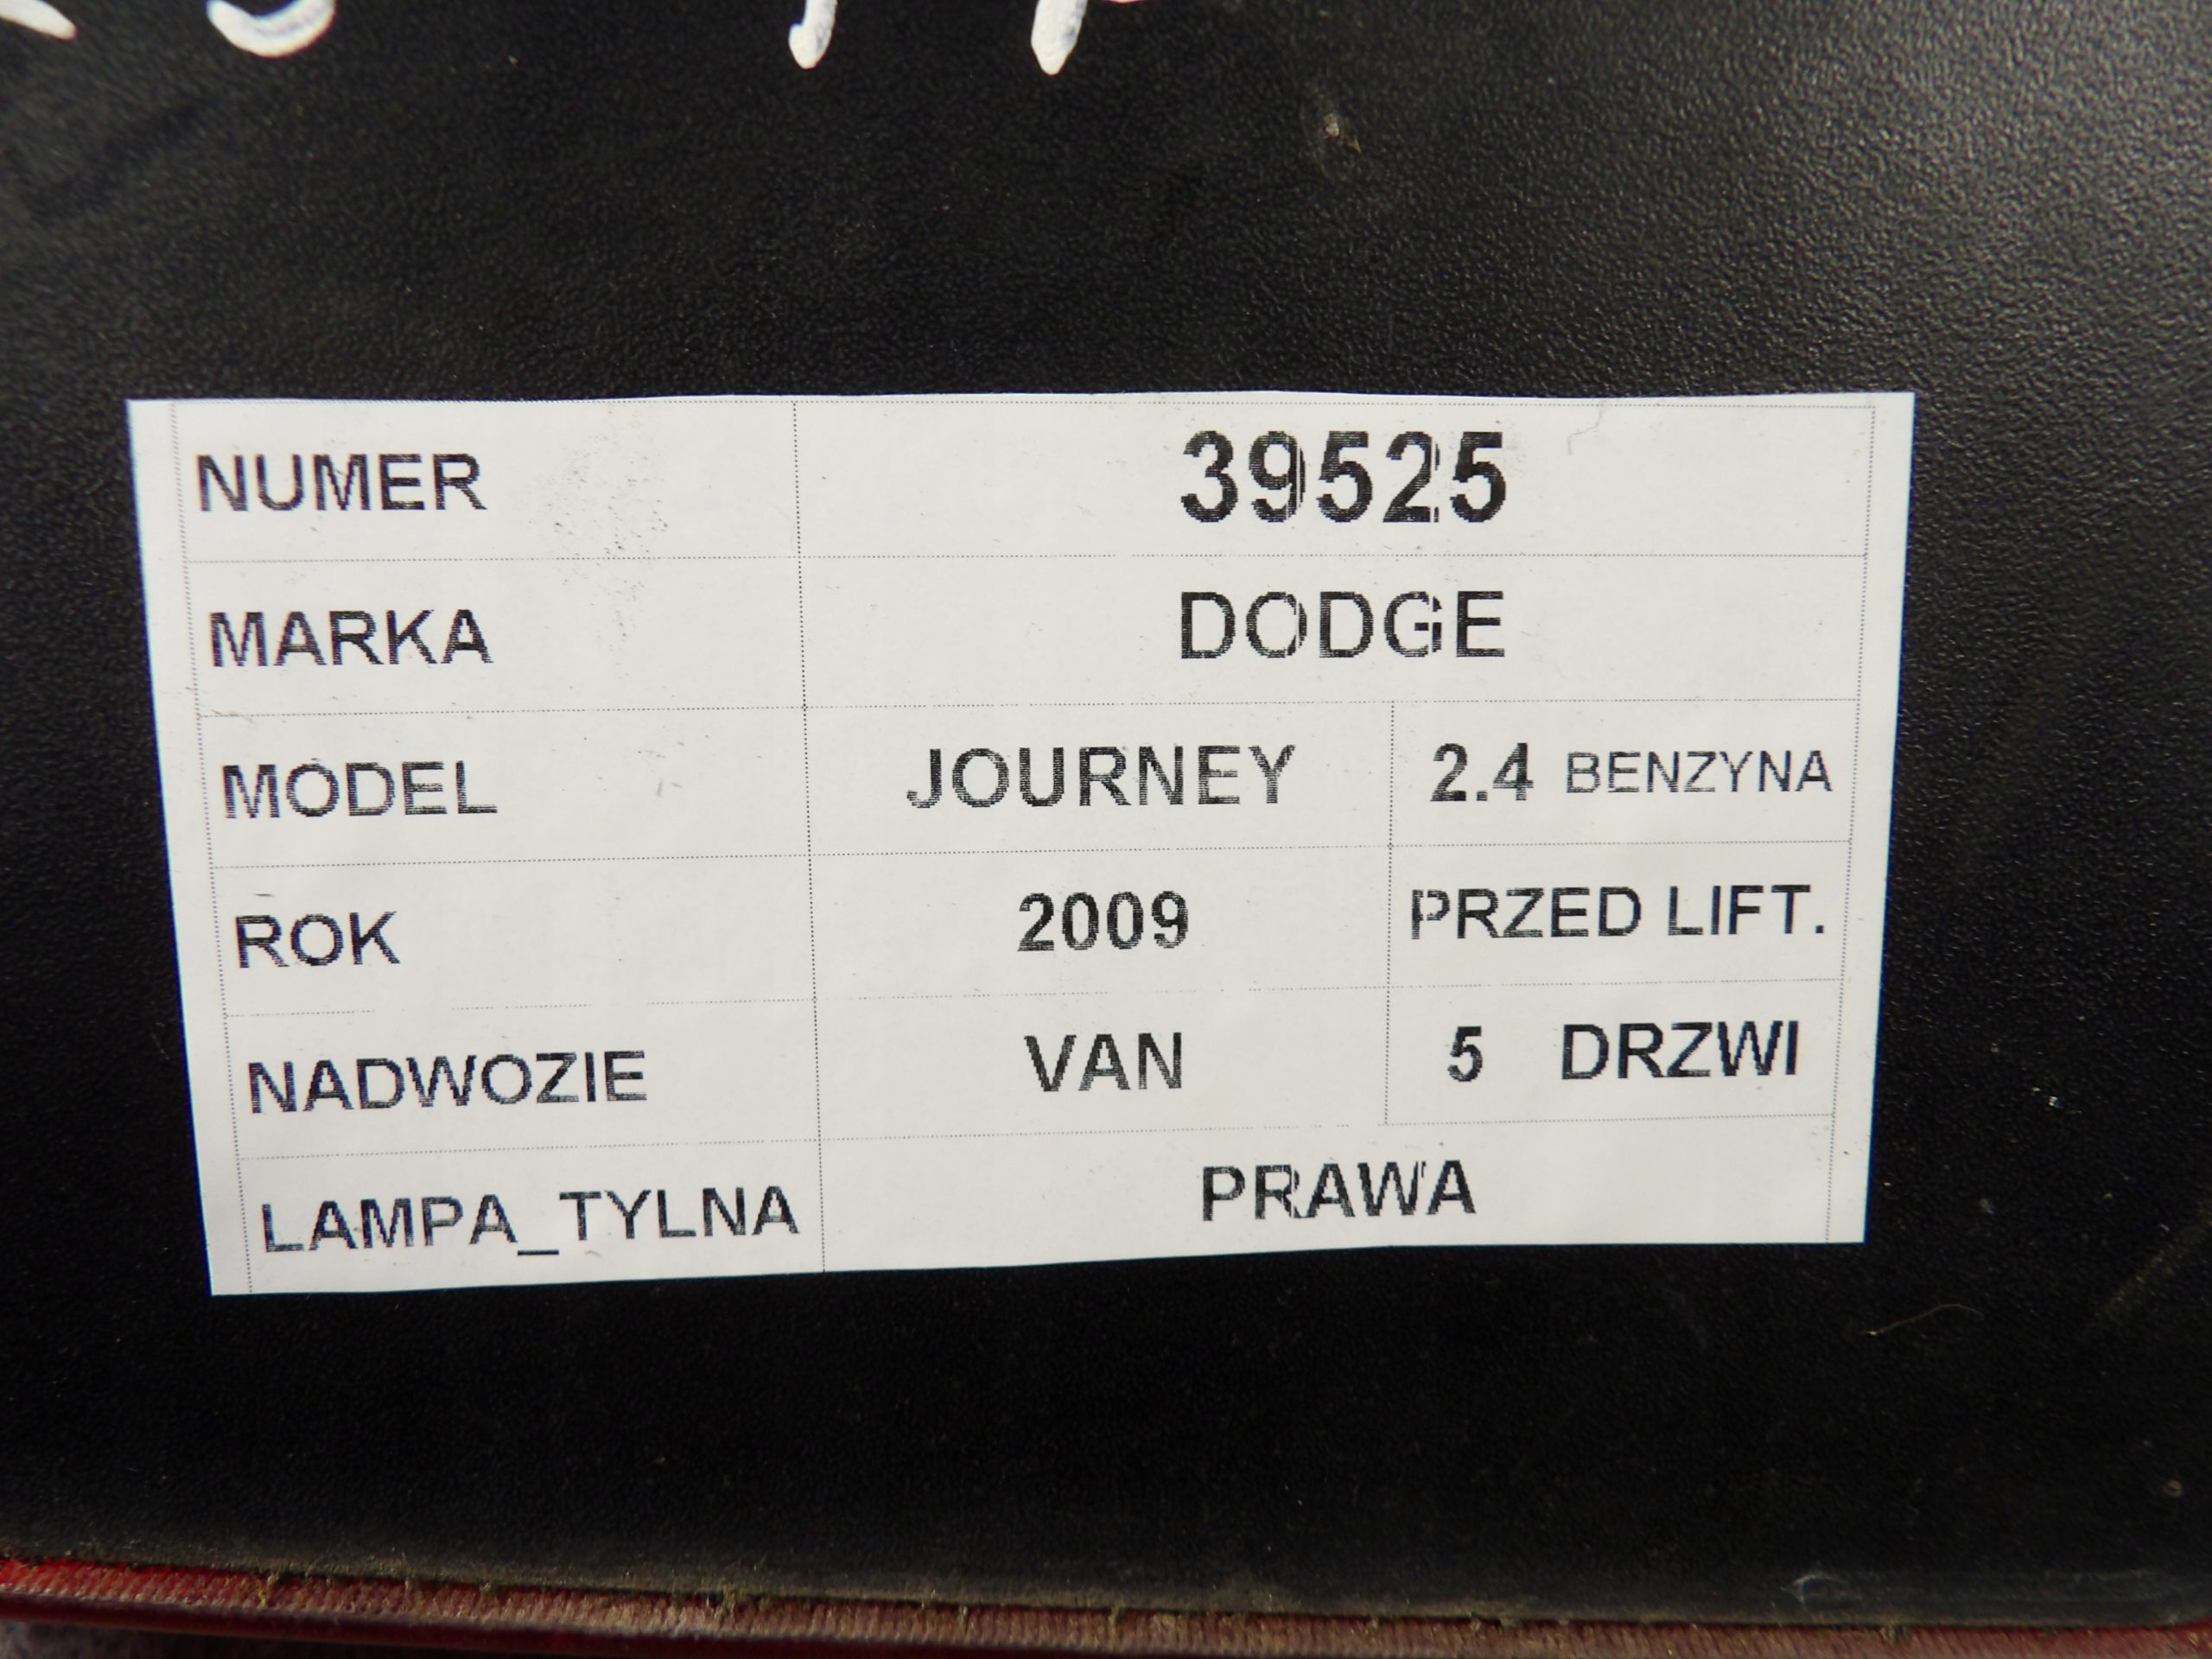 NUMER 39525
MARKA DODGE
MODEL JOURNEY 2.4 BENZYNA
ROK 2009 PRZED LIFT.
NADWOZIE VAN 5 DRZWI
LAMPA_TYLNA PRAWA